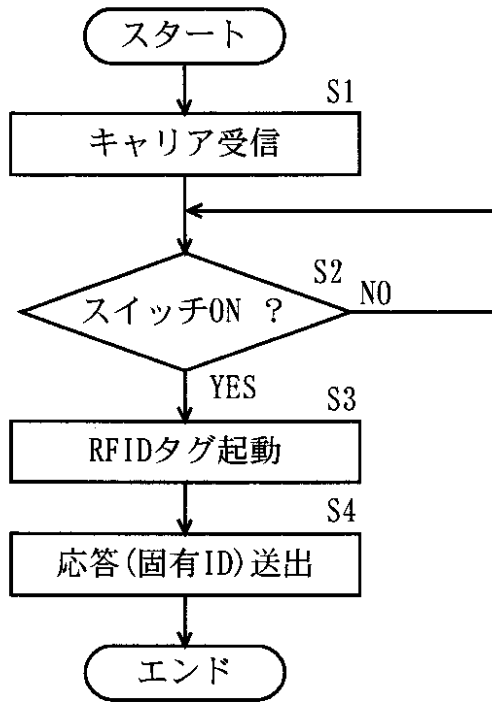 スタート
S1
キャリア受信
S2
スイッチON ?
NO
YES
S3
RFIDタグ起動
S4
応答(固有ID)送出
エンド